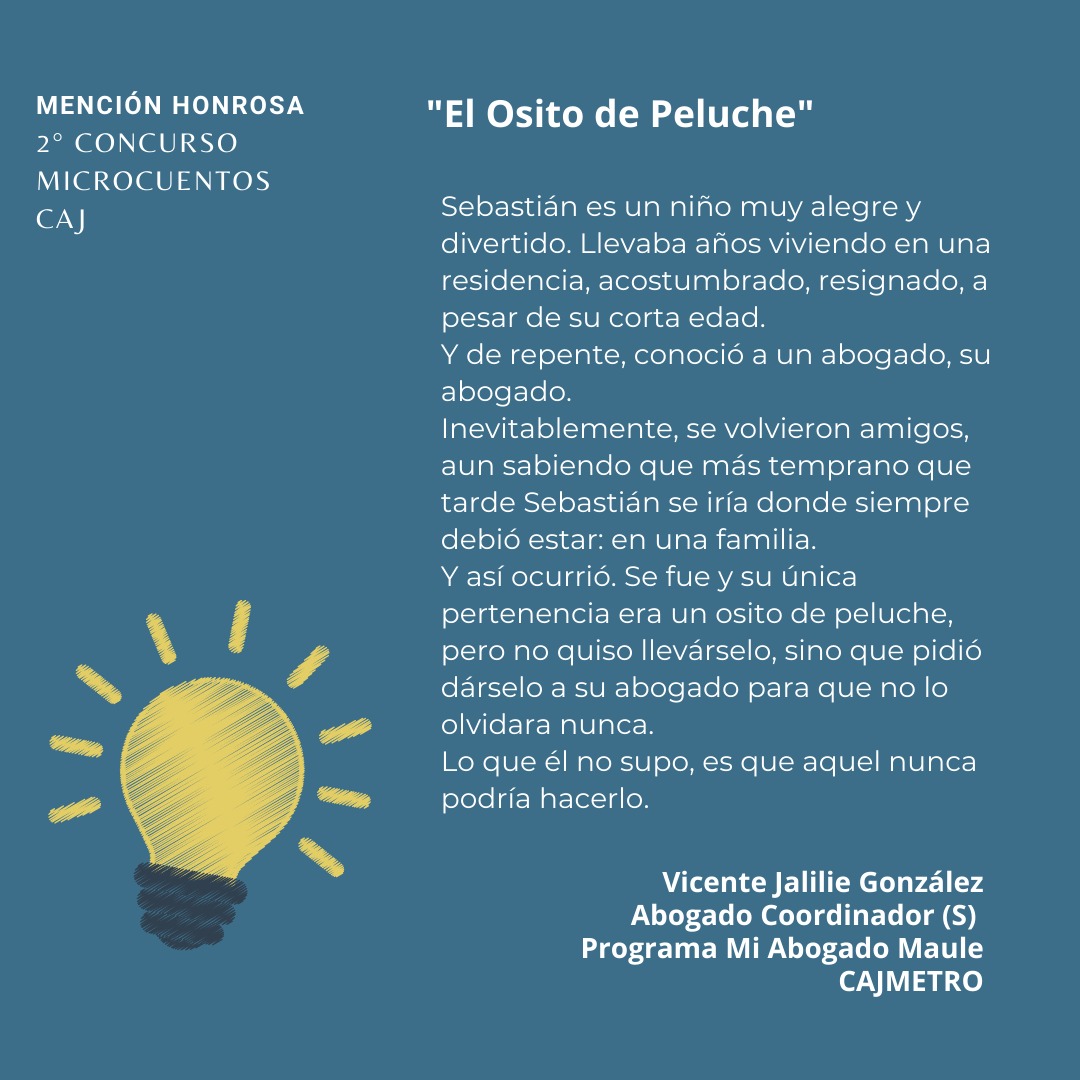 MENCIÓN HONROSA
2° CONCURSO
MICROCUENTOS
CAJ
"El Osito de Peluche"
Sebastián es un niño muy alegre y
divertido. Llevaba años viviendo en una
residencia, acostumbrado, resignado, a
pesar de su corta edad.
Y de repente, conoció a un abogado, su
abogado.
Inevitablemente, se volvieron amigos,
aun sabiendo que más temprano que
tarde Sebastián se iría donde siempre
debió estar: en una familia.
Y así ocurrió. Se fue y su única
pertenencia era un osito de peluche,
pero no quiso llevárselo, sino que pidió
dárselo a su abogado para que no lo
olvidara nunca.
Lo que él no supo, es que aquel nunca
podría hacerlo.
Vicente Jalilie González
Abogado Coordinador (S)
Programa Mi Abogado Maule
CAJMETRO